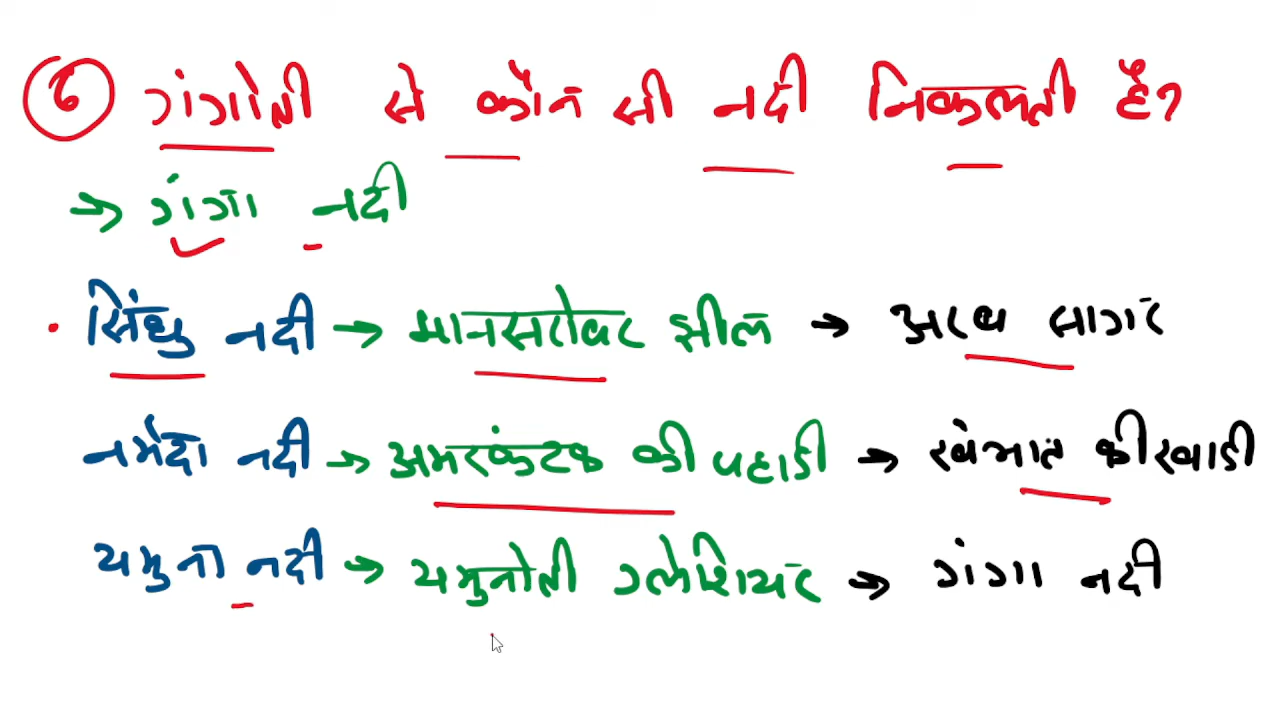 ६ गंगोत्री से कौन सी नदी निकलती है?
→ गंगा नदी
• सिंधु नदी → मानसरोवर झील → अरब सागर
नर्मदा नदी → अमरकंटक की पहाडी → खंभात की खाडी
यमुना नदी → यमुनोत्री ग्लेशियर → गंगा नदी